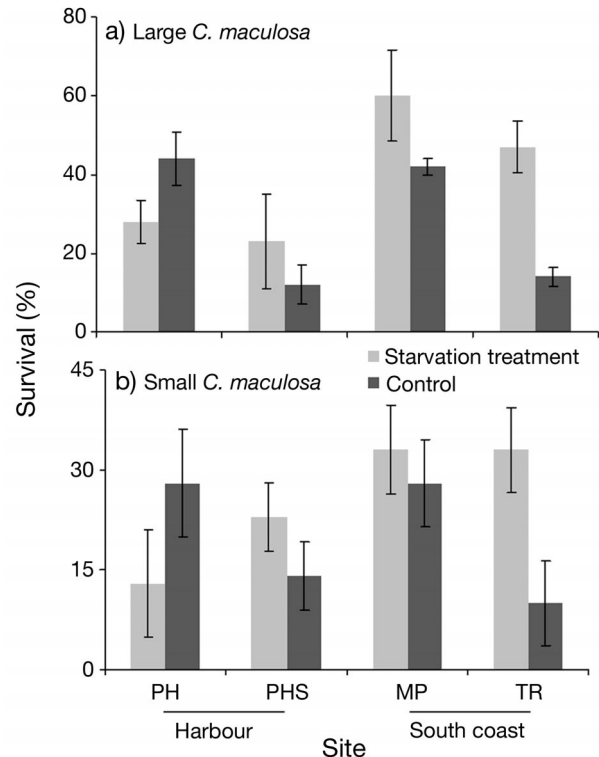 80
a) Large C. maculosa
60
40
20
0
Starvation treatment
Control
45
b) Small C. maculosa
30
15
0
Survival (%)
PH PHS MP TR
Harbour South coast
Site